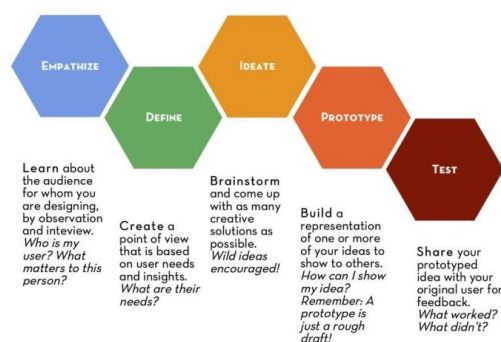 EMPATHIZE
DEFINE
IDEATE
PROTOTYPE
TEST
Learn about
the audience
for whom you
are designing,
by observation
and inteview.
Who is my
user? What
matters to this
person?
Create a
point of view
that is based on
user needs
and insights.
What are their
needs?
Brainstorm
and come up
with as many
creative
solutions as
possible.
Wild ideas
encouraged!
Build a
representation
of one or more
of your ideas to
show to others.
How can I show
my idea?
Remember: A
prototype is
just a rough
draft!
Share your
prototyped
idea with your
original user for
feedback.
What worked?
What didn't?